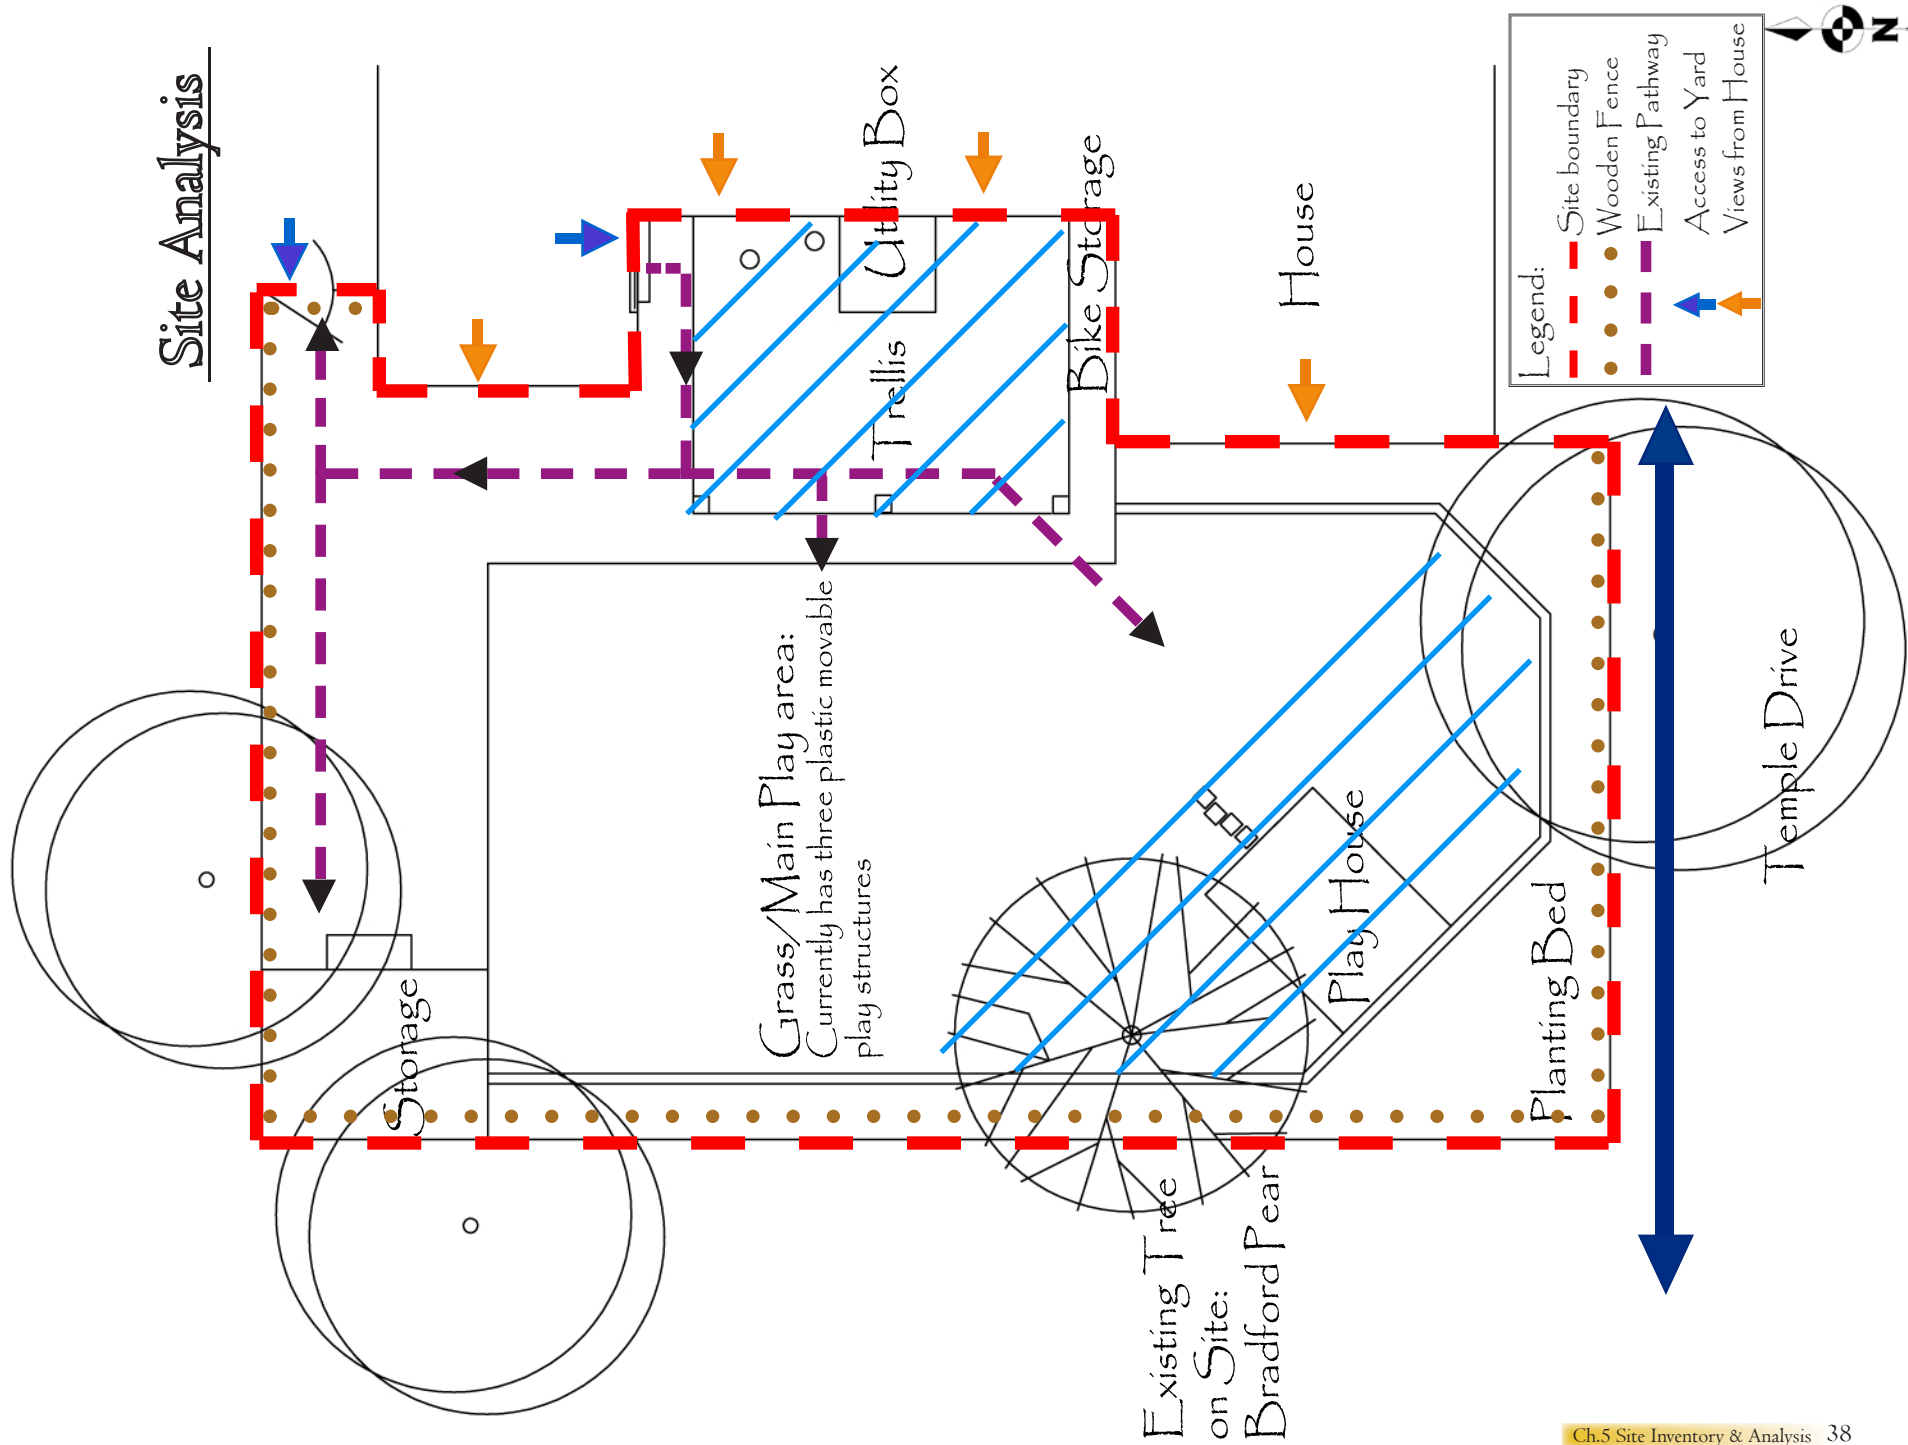 Site Analysis
Utility Box
Trellis
Bike Storage
House
Legend:
Site boundary
Wooden Fence
Existing Pathway
Access to Yard
Views from House
N
Storage
Grass/Main Play area:
Currently has three plastic movable
play structures
Play House
Planting Bed
Temple Drive
Existing Tree
on Site:
Bradford Pear
Ch.5 Site Inventory & Analysis 38